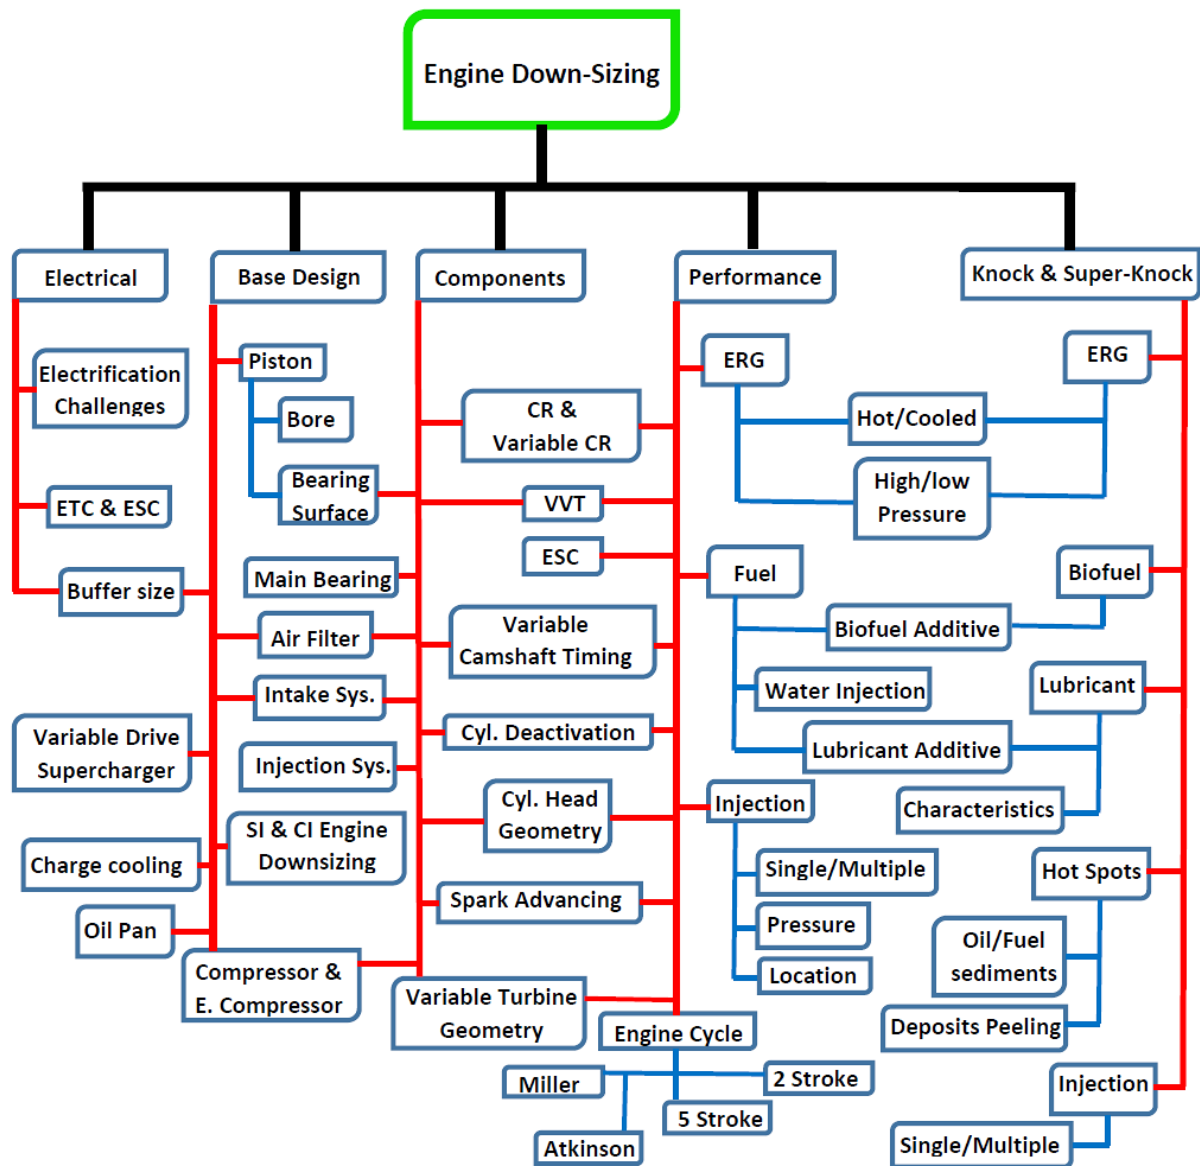 Engine Down-Sizing
Electrical
Base Design
Components
Performance
Knock & Super-Knock
Electrification
Challenges
ETC & ESC
Buffer size
Piston
Bore
Bearing
Surface
Main Bearing
Air Filter
Intake Sys.
Variable Drive
Supercharger
Injection Sys.
SI & CI Engine
Downsizing
Charge cooling
Oil Pan
Compressor &
E. Compressor
CR &
Variable CR
VVT
ESC
Variable
Camshaft Timing
Cyl. Deactivation
Cyl. Head
Geometry
Spark Advancing
Variable Turbine
Geometry
ERG
Hot/Cooled
High/low
Pressure
Fuel
Biofuel Additive
Water Injection
Lubricant Additive
Injection
Single/Multiple
Pressure
Location
Engine Cycle
Miller
2 Stroke
Atkinson
5 Stroke
ERG
Biofuel
Lubricant
Characteristics
Hot Spots
Oil/Fuel
sediments
Deposits Peeling
Injection
Single/Multiple